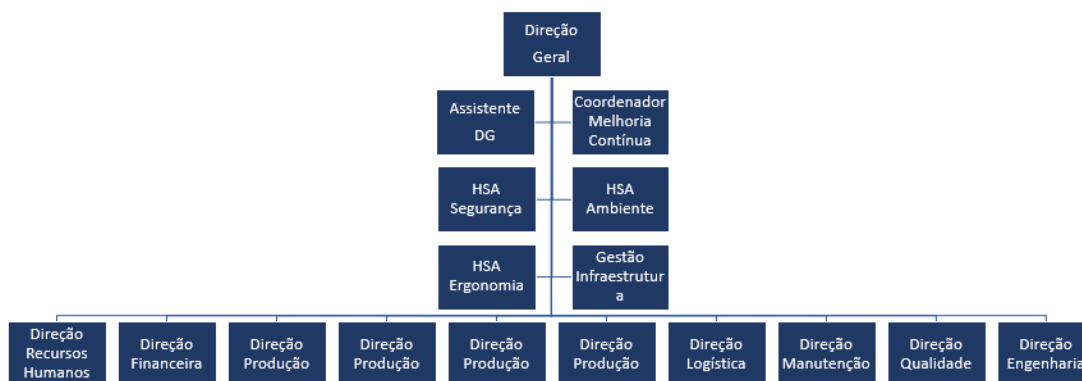 Direção
Geral
Assistente
DG
Coordenador
Melhoria
Contínua
HSA
Segurança
HSA
Ambiente
HSA
Ergonomia
Gestão
Infraestrutur
a
Direção
Recursos
Humanos
Direção
Financeira
Direção
Produção
Direção
Produção
Direção
Produção
Direção
Produção
Direção
Logística
Direção
Manutenção
Direção
Qualidade
Direção
Engenharia